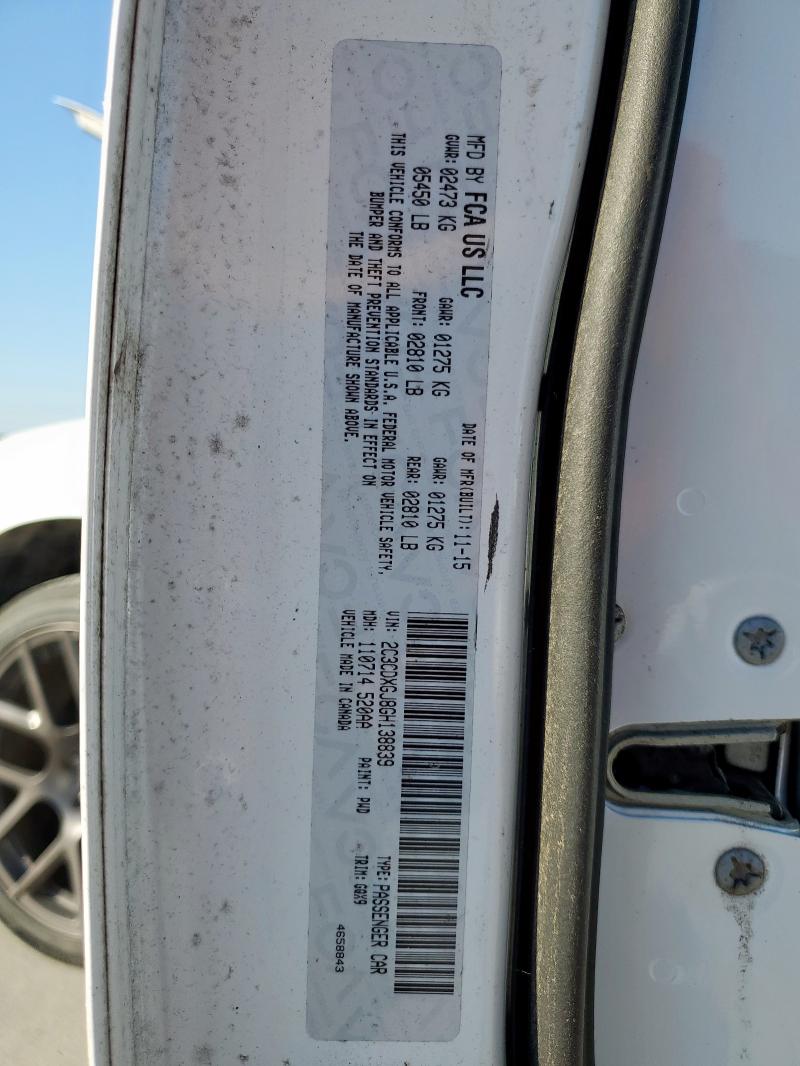 MFD BY FCA US LLC
DATE OF MFR(BUILT): 11-15
GVWR: 02473 KG GAWR: 01275 KG GAWR: 01275 KG
05450 LB FRONT: 02810 LB REAR: 02810 LB
THIS VEHICLE CONFORMS TO ALL APPLICABLE U.S.A. FEDERAL MOTOR VEHICLE SAFETY,
BUMPER AND THEFT PREVENTION STANDARDS IN EFFECT ON
THE DATE OF MANUFACTURE SHOWN ABOVE.
VIN: 2C3CDXGJ8GH138839 TYPE: PASSENGER CAR
MDH: 110714 520AA PAINT: PWD TRIM: GQX9
VEHICLE MADE IN CANADA 4658843